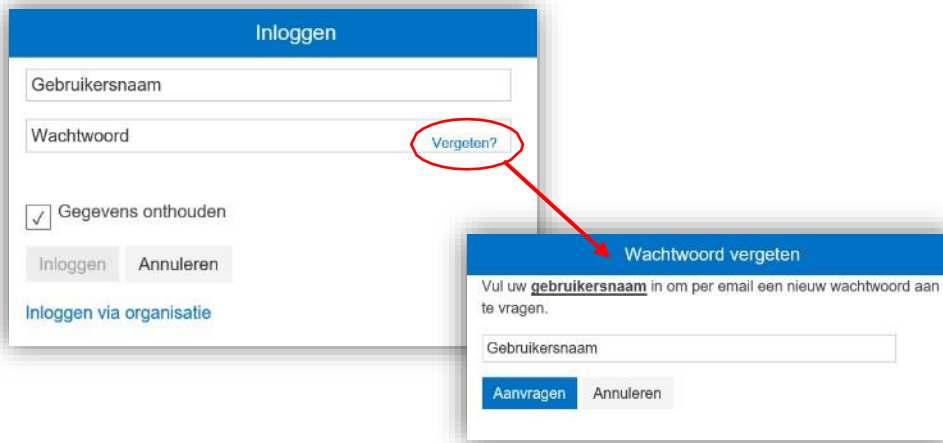 Inloggen
Gebruikersnaam
Wachtwoord
Vergeten?
Gegevens onthouden
Inloggen Annuleren
Inloggen via organisatie
Wachtwoord vergeten
Vul uw gebruikersnaam in om per email een nieuw wachtwoord aan
te vragen.
Gebruikersnaam
Aanvragen Annuleren